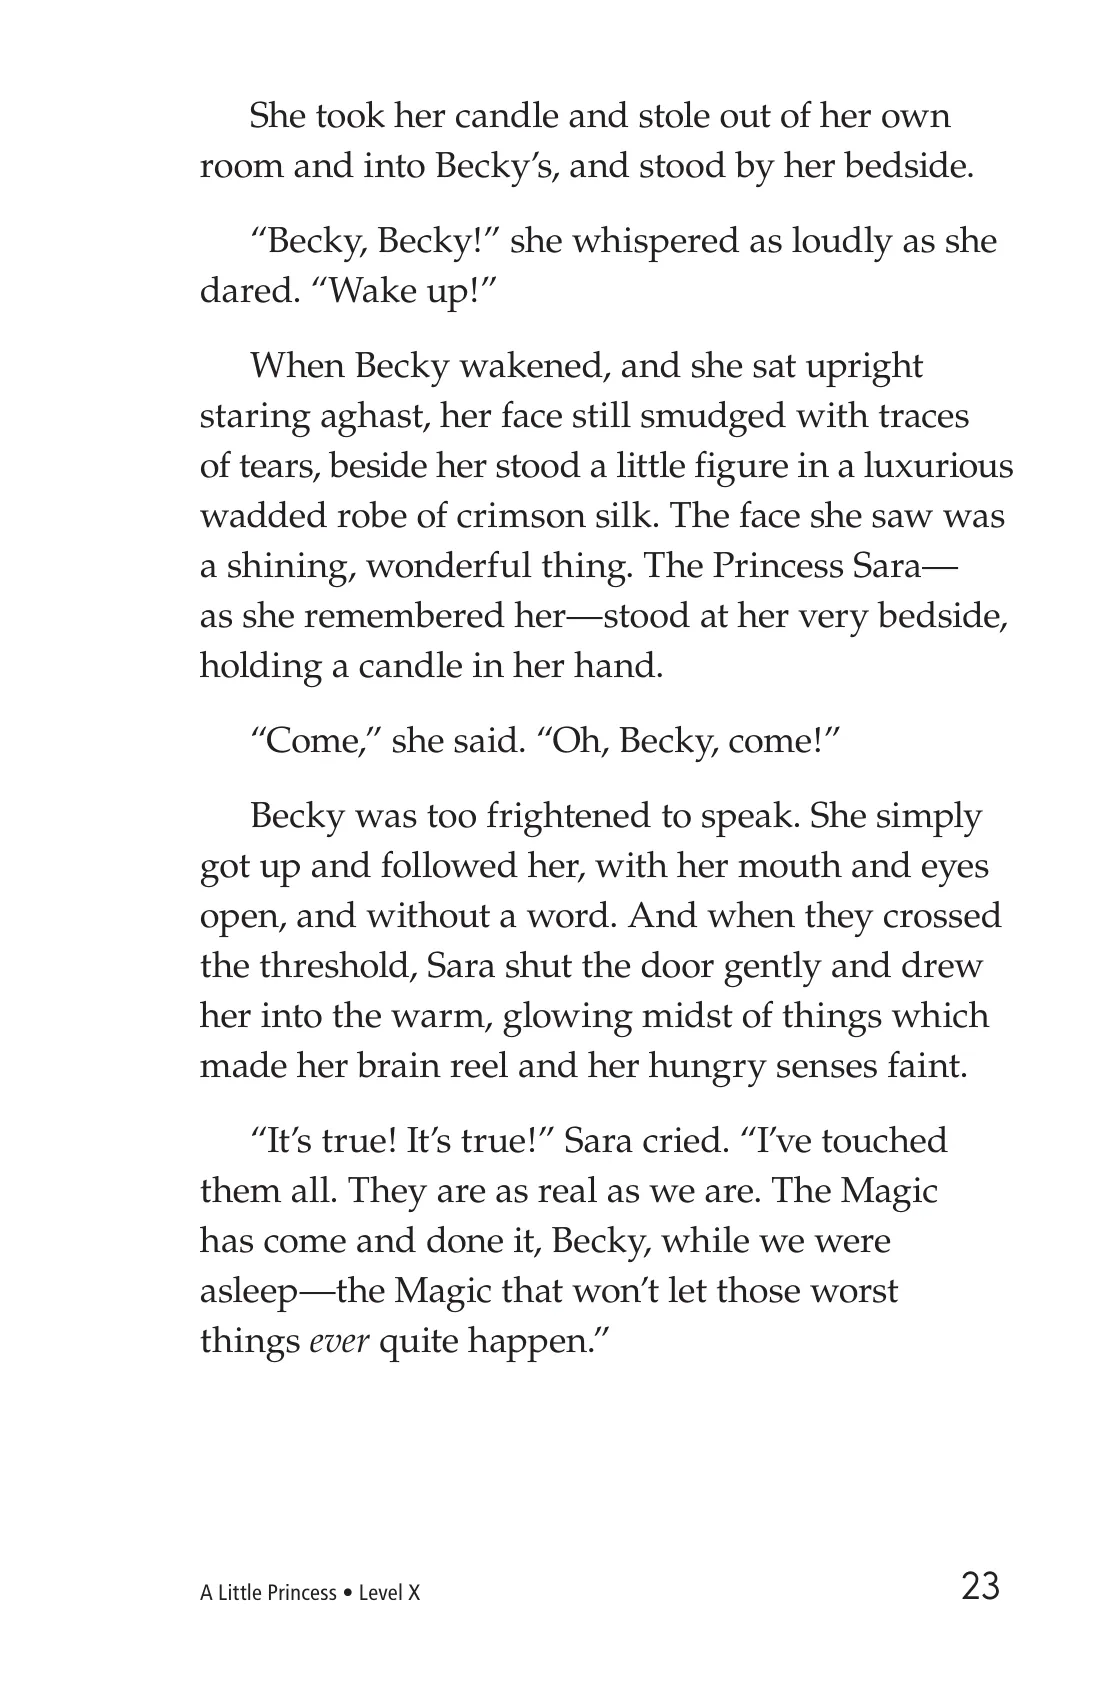 She took her candle and stole out of her own
room and into Becky’s, and stood by her bedside.
“Becky, Becky!” she whispered as loudly as she
dared. “Wake up!”
When Becky wakened, and she sat upright
staring aghast, her face still smudged with traces
of tears, beside her stood a little figure in a luxurious
wadded robe of crimson silk. The face she saw was
a shining, wonderful thing. The Princess Sara—
as she remembered her—stood at her very bedside,
holding a candle in her hand.
“Come,” she said. “Oh, Becky, come!”
Becky was too frightened to speak. She simply
got up and followed her, with her mouth and eyes
open, and without a word. And when they crossed
the threshold, Sara shut the door gently and drew
her into the warm, glowing midst of things which
made her brain reel and her hungry senses faint.
“It’s true! It’s true!” Sara cried. “I’ve touched
them all. They are as real as we are. The Magic
has come and done it, Becky, while we were
asleep—the Magic that won’t let those worst
things ever quite happen.”
A Little Princess • Level X
23